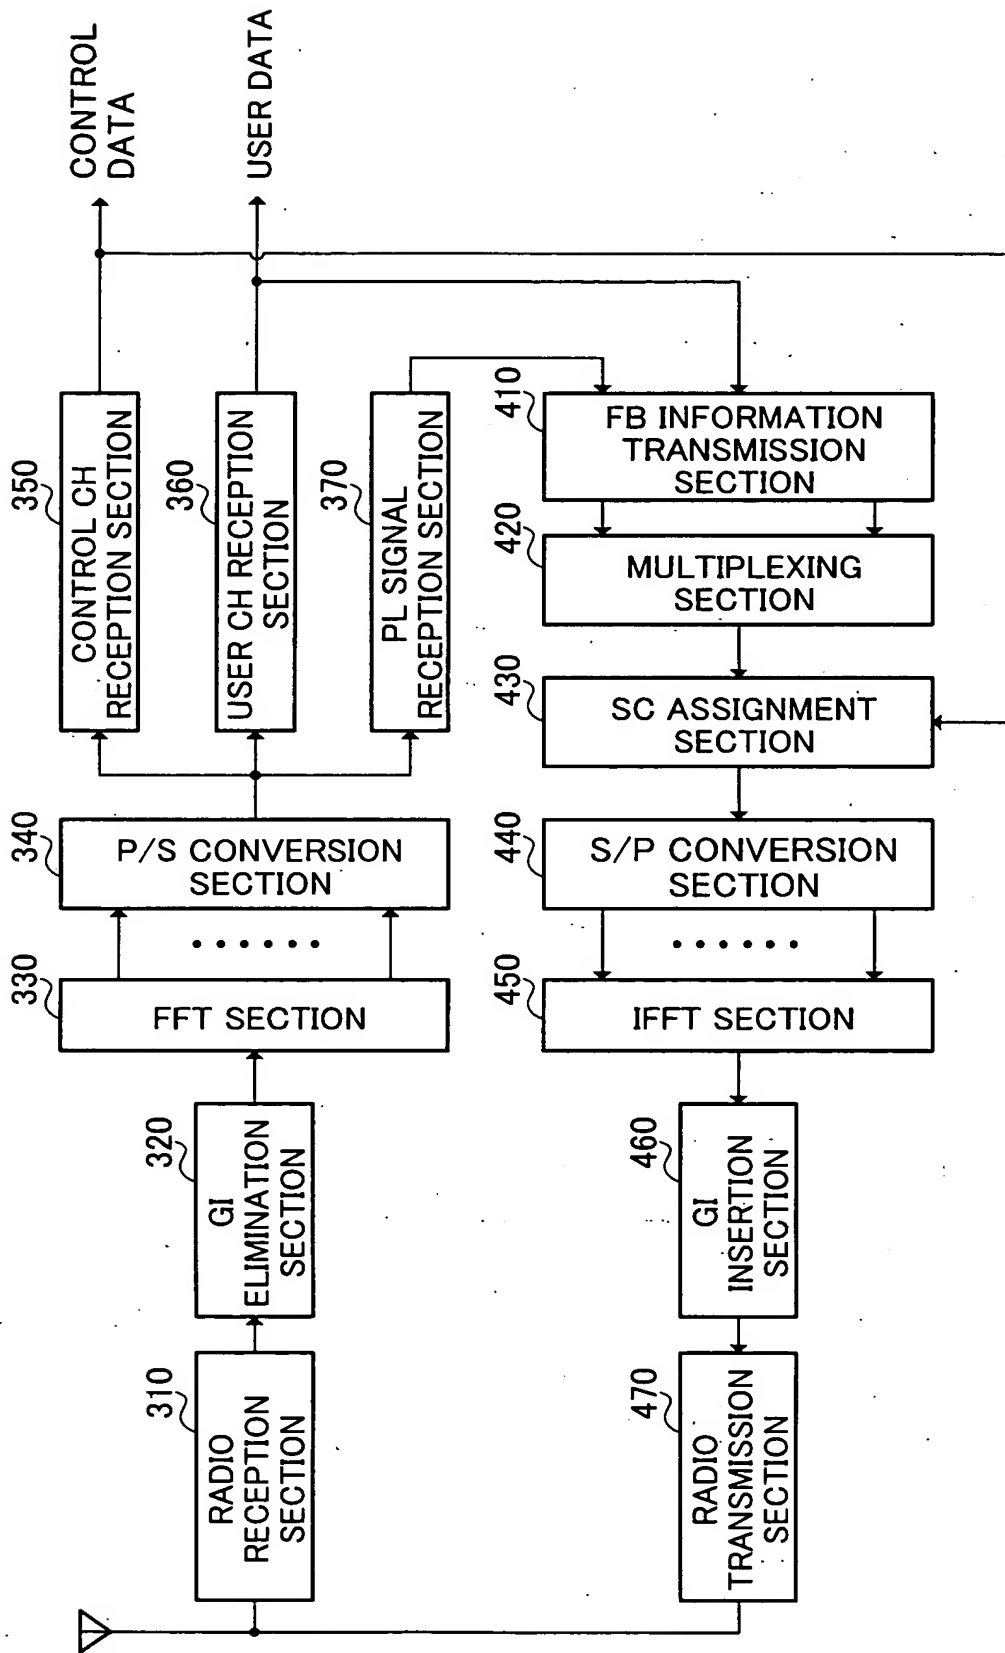 310
RADIO
RECEPTION
SECTION
320
GI
ELIMINATION
SECTION
330
FFT SECTION
340
P/S CONVERSION
SECTION
350
CONTROL CH
RECEPTION SECTION
360
USER CH RECEPTION
SECTION
370
PL SIGNAL
RECEPTION SECTION
CONTROL
DATA
USER DATA
410
FB INFORMATION
TRANSMISSION
SECTION
420
MULTIPLEXING
SECTION
430
SC ASSIGNMENT
SECTION
440
S/P CONVERSION
SECTION
450
IFFT SECTION
460
GI
INSERTION
SECTION
470
RADIO
TRANSMISSION
SECTION